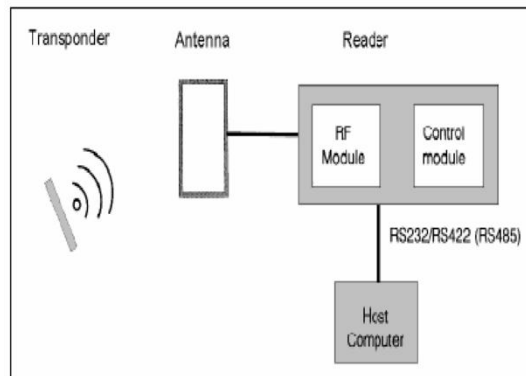 Transponder
Antenna
Reader
RF
Module
Control
module
RS232/RS422 (RS485)
Host
Computer